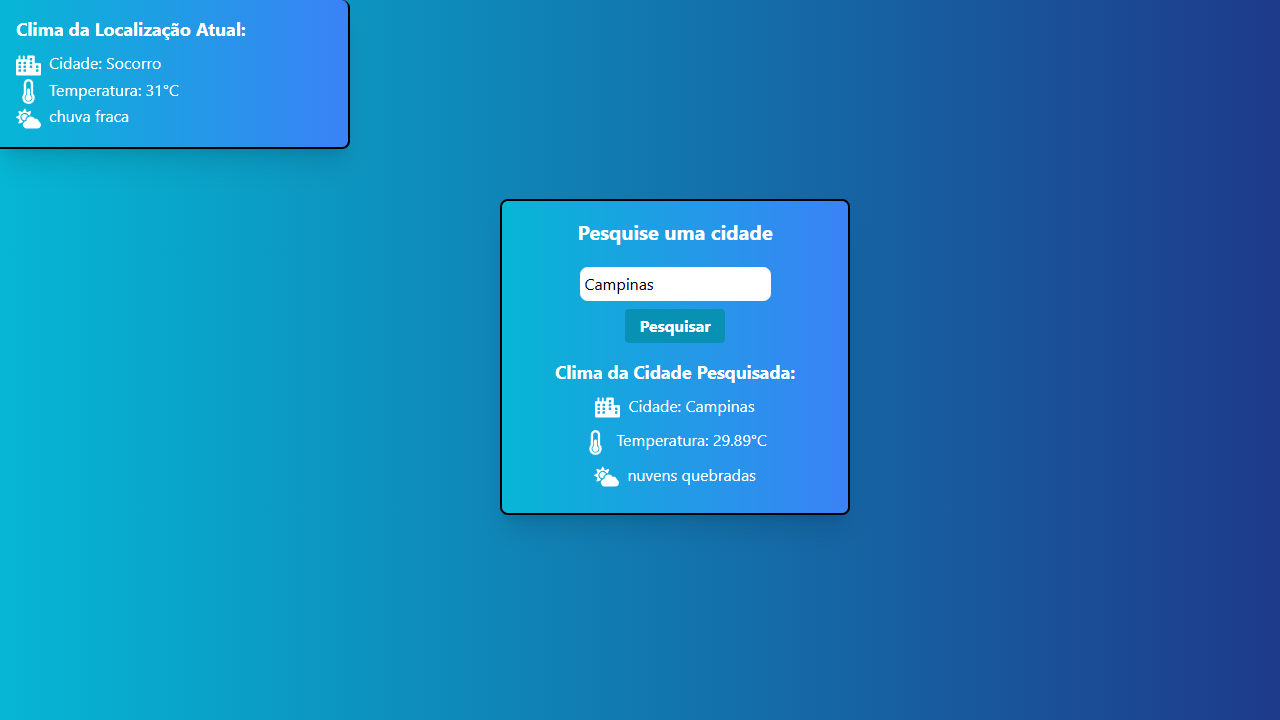 Clima da Localização Atual:
Cidade: Socorro
Temperatura: 31°C
chuva fraca
Pesquise uma cidade
Campinas
Pesquisar
Clima da Cidade Pesquisada:
Cidade: Campinas
Temperatura: 29.89°C
nuvens quebradas